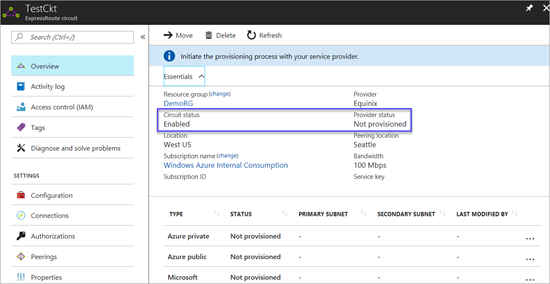 TestCkt
ExpressRoute circuit
Search (Ctrl+/)
Overview
Activity log
Access control (IAM)
Tags
Diagnose and solve problems
SETTINGS
Configuration
Connections
Authorizations
Peerings
Properties
Move Delete Refresh
Initiate the provisioning process with your service provider.
Essentials
Resource group (change) Provider
DemoRG Equinix
Circuit status Provider status
Enabled Not provisioned
Location Peering location
West US Seattle
Subscription name (change) Bandwidth
Windows Azure Internal Consumption 100 Mbps
Subscription ID Service key
TYPE STATUS PRIMARY SUBNET SECONDARY SUBNET LAST MODIFIED BY
Azure private Not provisioned - - - ...
Azure public Not provisioned - - - ...
Microsoft Not provisioned - - - ...